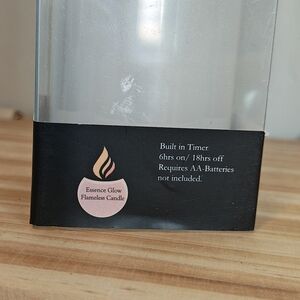 Essence Glow
Flameless Candle
Built in Timer
6hrs on/ 18hrs off
Requires AA-Batteries
not included.